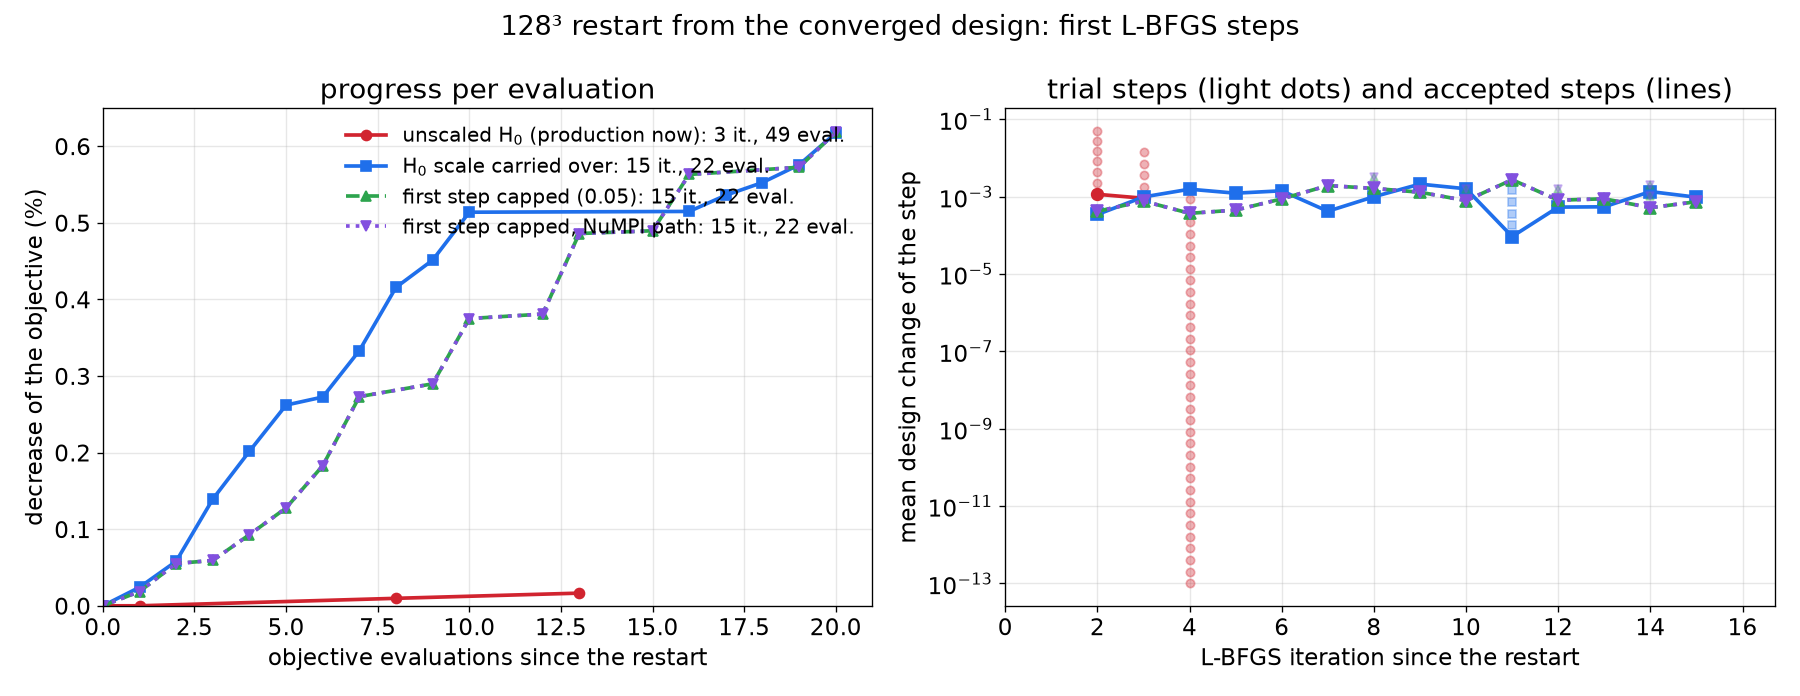 128³ restart from the converged design: first L-BFGS steps
progress per evaluation
decrease of the objective (%)
0.6
0.5
0.4
0.3
0.2
0.1
0.0
unscaled H₀ (production now): 3 it., 49 eval.
H₀ scale carried over: 15 it., 22 eval.
first step capped (0.05): 15 it., 22 eval.
first step capped, NuMPI path: 15 it., 22 eval.
0.0 2.5 5.0 7.5 10.0 12.5 15.0 17.5 20.0
objective evaluations since the restart
trial steps (light dots) and accepted steps (lines)
mean design change of the step
10⁻¹
10⁻³
10⁻⁵
10⁻⁷
10⁻⁹
10⁻¹¹
10⁻¹³
0 2 4 6 8 10 12 14 16
L-BFGS iteration since the restart